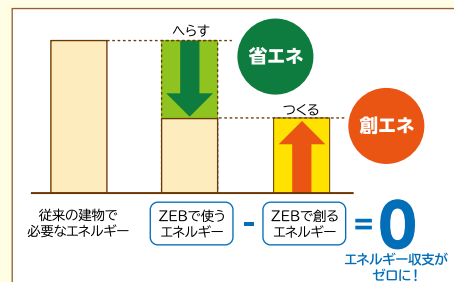 へらす
省エネ
つくる
創エネ
従来の建物で
必要なエネルギー
ZEBで使う
エネルギー
-
ZEBで創る
エネルギー
=0
エネルギー収支が
ゼロに!